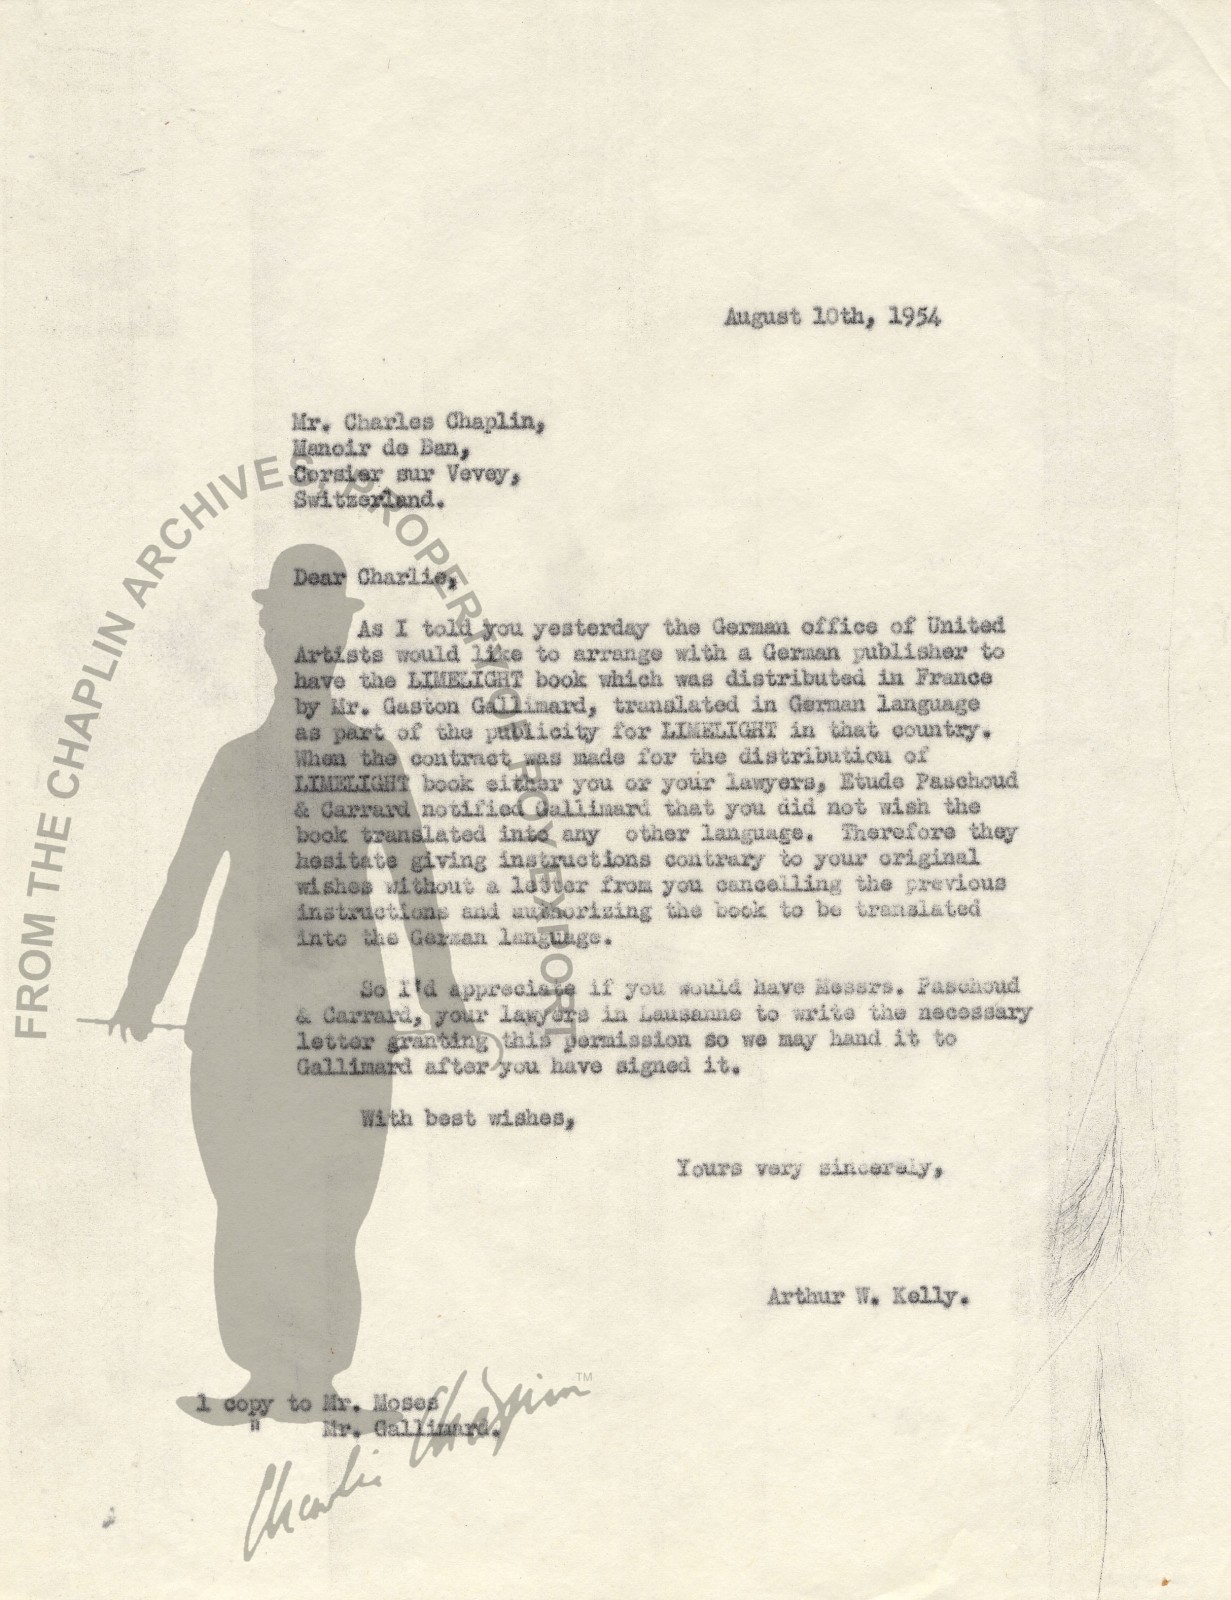 August 10th, 1954
Mr. Charles Chaplin,
Manoir de Ban,
Corsier sur Vevey,
Switzerland.
Dear Charlie,
As I told you yesterday the German office of United
Artists would like to arrange with a German publisher to
have the LIMELIGHT book which was distributed in France
by Mr. Gaston Gallimard, translated in German language
as part of the publicity for LIMELIGHT in that country.
When the contract was made for the distribution of
LIMELIGHT book either you or your lawyers, Etude Paschoud
& Carrard notified Gallimard that you did not wish the
book translated into any other language. Therefore they
hesitate giving instructions contrary to your original
wishes without a letter from you cancelling the previous
instructions and authorizing the book to be translated
into the German language.
So I'd appreciate if you would have Messrs. Paschoud
& Carrard, your lawyers in Lausanne to write the necessary
letter granting this permission so we may hand it to
Gallimard after you have signed it.
With best wishes,
Yours very sincerely,
Arthur W. Kelly.
1 copy to Mr. Moses
" Mr. Gallimard.
FROM THE CHAPLIN ARCHIVES, PROPERTY OF ROY EXPORT
Charlie Chaplin TM